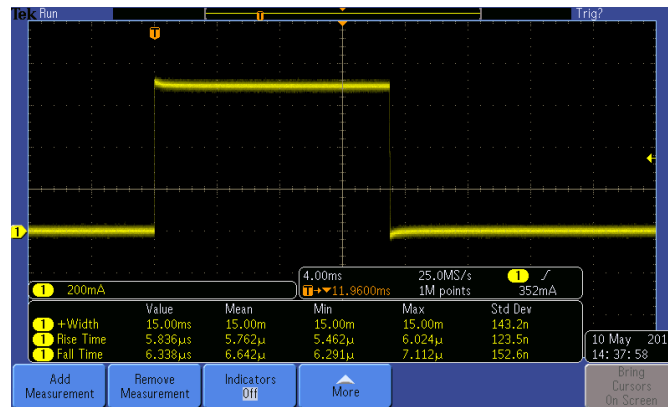 Tek Run Trig?
T
T
1
4.00ms 25.0MS/s 1
1 200mA T→▼11.9600ms 1M points 352mA
Value Mean Min Max Std Dev
1 +Width 15.00ms 15.00m 15.00m 15.00m 143.2n
1 Rise Time 5.836µs 5.762µ 5.462µ 6.024µ 123.5n
1 Fall Time 6.338µs 6.642µ 6.291µ 7.112µ 152.6n
10 May 201
14:37:58
Add Measurement
Remove Measurement
Indicators Off
More
Bring Cursors On Screen